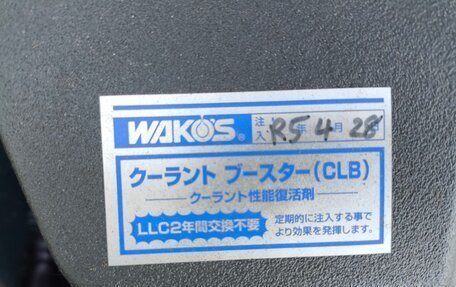 WAKO'S® 注入 R5年 4月 28
クーラント ブースター(CLB)
クーラント性能復活剤
LLC2年間交換不要
定期的に注入する事で
より効果を発揮します。